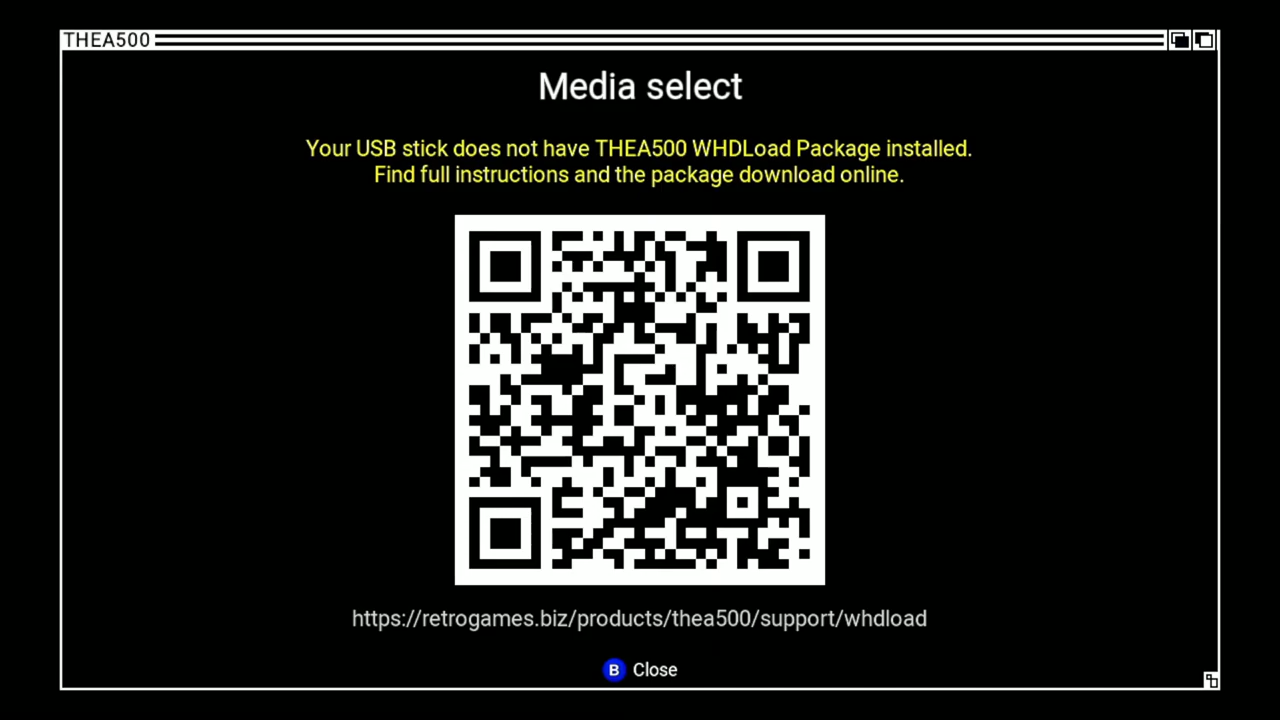 THEA500
Media select
Your USB stick does not have THEA500 WHDLoad Package installed.
Find full instructions and the package download online.
https://retrogames.biz/products/thea500/support/whdload
B Close